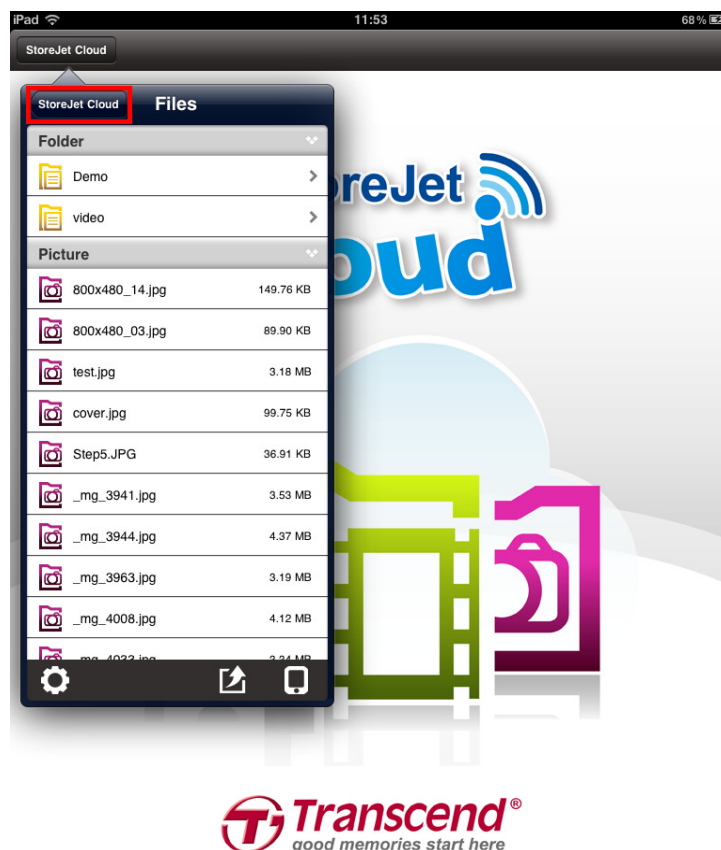 iPad 11:53 68%
StoreJet Cloud
StoreJet Cloud Files
Folder
Demo
video
Picture
800x480_14.jpg 149.76 KB
800x480_03.jpg 89.90 KB
test.jpg 3.18 MB
cover.jpg 99.75 KB
Step5.JPG 36.91 KB
_mg_3941.jpg 3.53 MB
_mg_3944.jpg 4.37 MB
_mg_3963.jpg 3.19 MB
_mg_4008.jpg 4.12 MB
reJet
oud
Transcend®
good memories start here